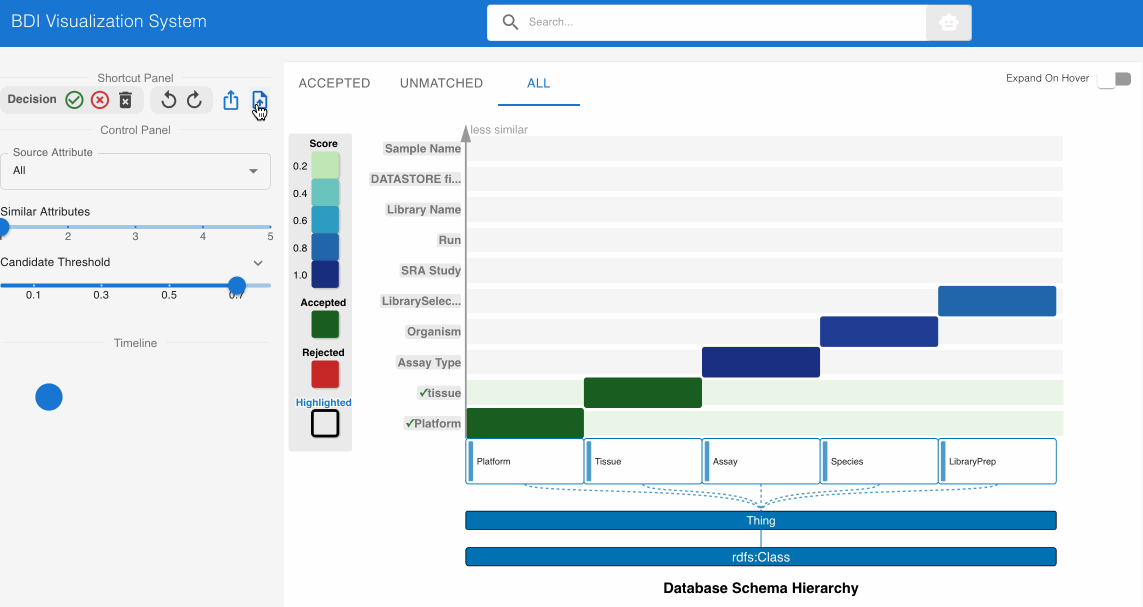 BDI Visualization System
Search...
Shortcut Panel
Decision
Control Panel
Source Attribute
All
Similar Attributes
2 3 4 5
Candidate Threshold
0.1 0.3 0.5 0.7
Timeline
ACCEPTED UNMATCHED ALL
Expand On Hover
less similar
Score
0.2
0.4
0.6
0.8
1.0
Accepted
Rejected
Highlighted
Sample Name
DATASTORE fi...
Library Name
Run
SRA Study
LibrarySelec...
Organism
Assay Type
✓tissue
✓Platform
Platform Tissue Assay Species LibraryPrep
Thing
rdfs:Class
Database Schema Hierarchy